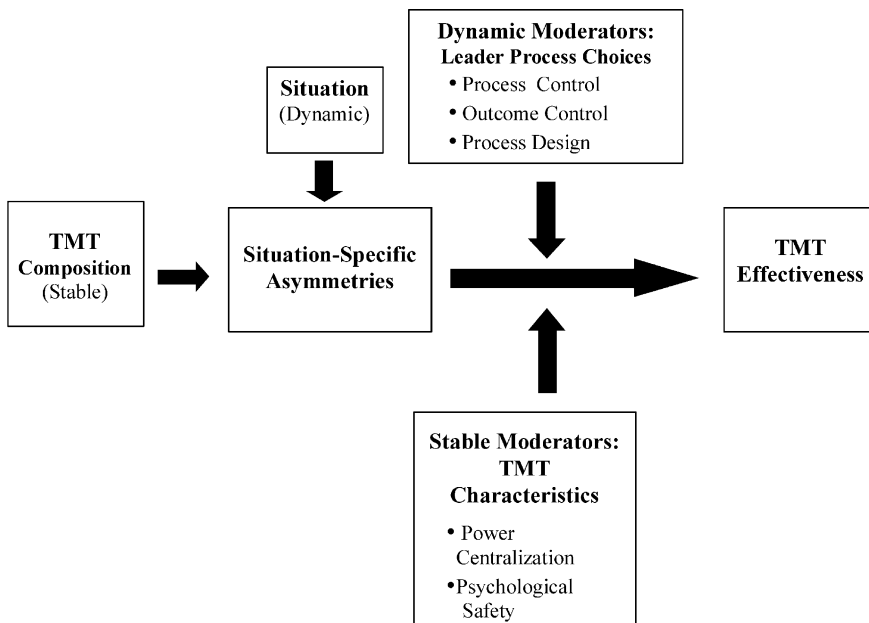 Dynamic Moderators:
Leader Process Choices
• Process Control
• Outcome Control
• Process Design
Situation
(Dynamic)
TMT
Composition
(Stable)
Situation-Specific
Asymmetries
TMT
Effectiveness
Stable Moderators:
TMT
Characteristics
• Power
Centralization
•Psychological
Safety